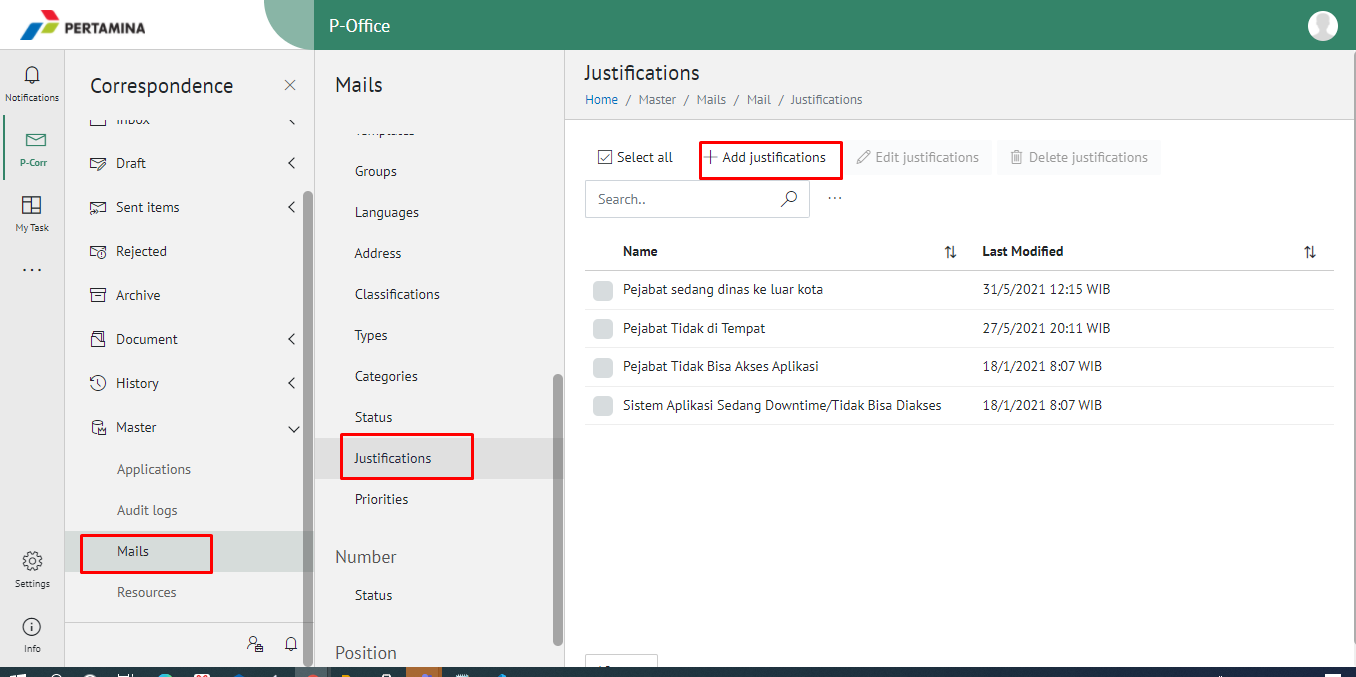 PERTAMINA
P-Office
Notifications
P-Corr
My Task
...
Settings
Info
Correspondence
Inbox
Draft
Sent items
Rejected
Archive
Document
History
Master
Applications
Audit logs
Mails
Resources
Mails
Templates
Groups
Languages
Address
Classifications
Types
Categories
Status
Justifications
Priorities
Number
Status
Position
Justifications
Home / Master / Mails / Mail / Justifications
Select all + Add justifications Edit justifications Delete justifications
Search.. ...
Name Last Modified
Pejabat sedang dinas ke luar kota 31/5/2021 12:15 WIB
Pejabat Tidak di Tempat 27/5/2021 20:11 WIB
Pejabat Tidak Bisa Akses Aplikasi 18/1/2021 8:07 WIB
Sistem Aplikasi Sedang Downtime/Tidak Bisa Diakses 18/1/2021 8:07 WIB